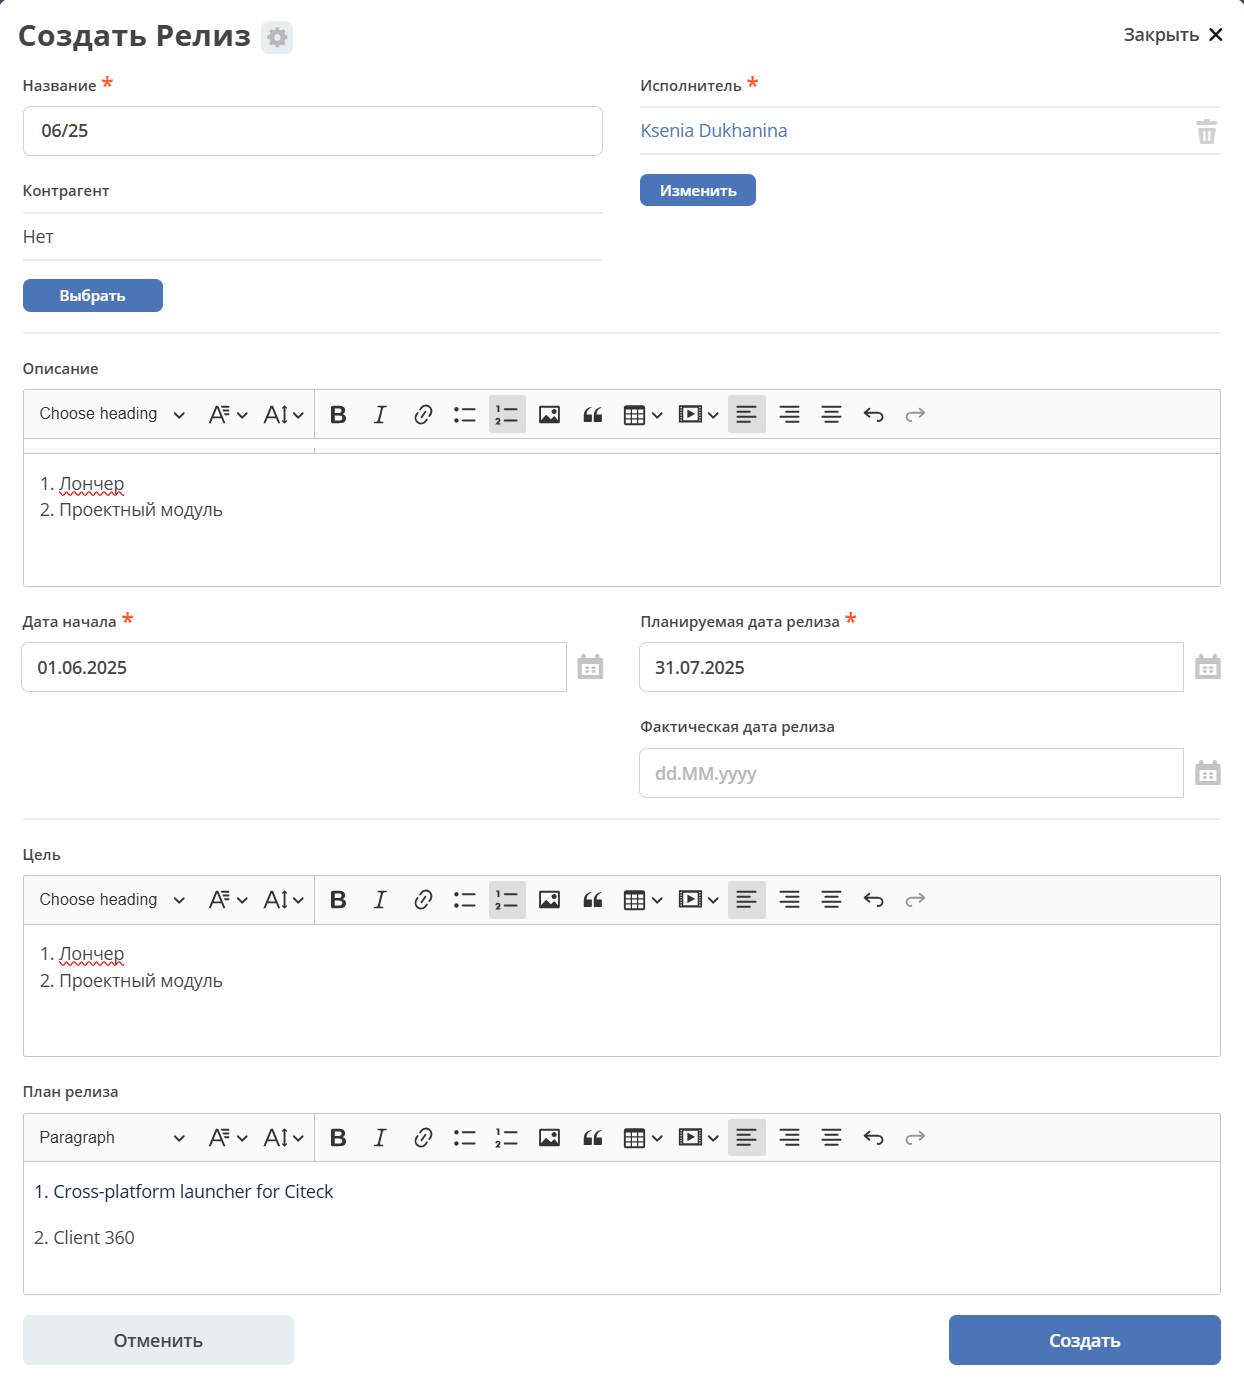 Создать Релиз
Закрыть
Название *
06/25
Исполнитель *
Ksenia Dukhanina
Изменить
Контрагент
Нет
Выбрать
Описание
Choose heading
1. Лончер
2. Проектный модуль
Дата начала *
01.06.2025
Планируемая дата релиза *
31.07.2025
Фактическая дата релиза
dd.MM.yyyy
Цель
Choose heading
1. Лончер
2. Проектный модуль
План релиза
Paragraph
1. Cross-platform launcher for Citeck
2. Client 360
Отменить
Создать